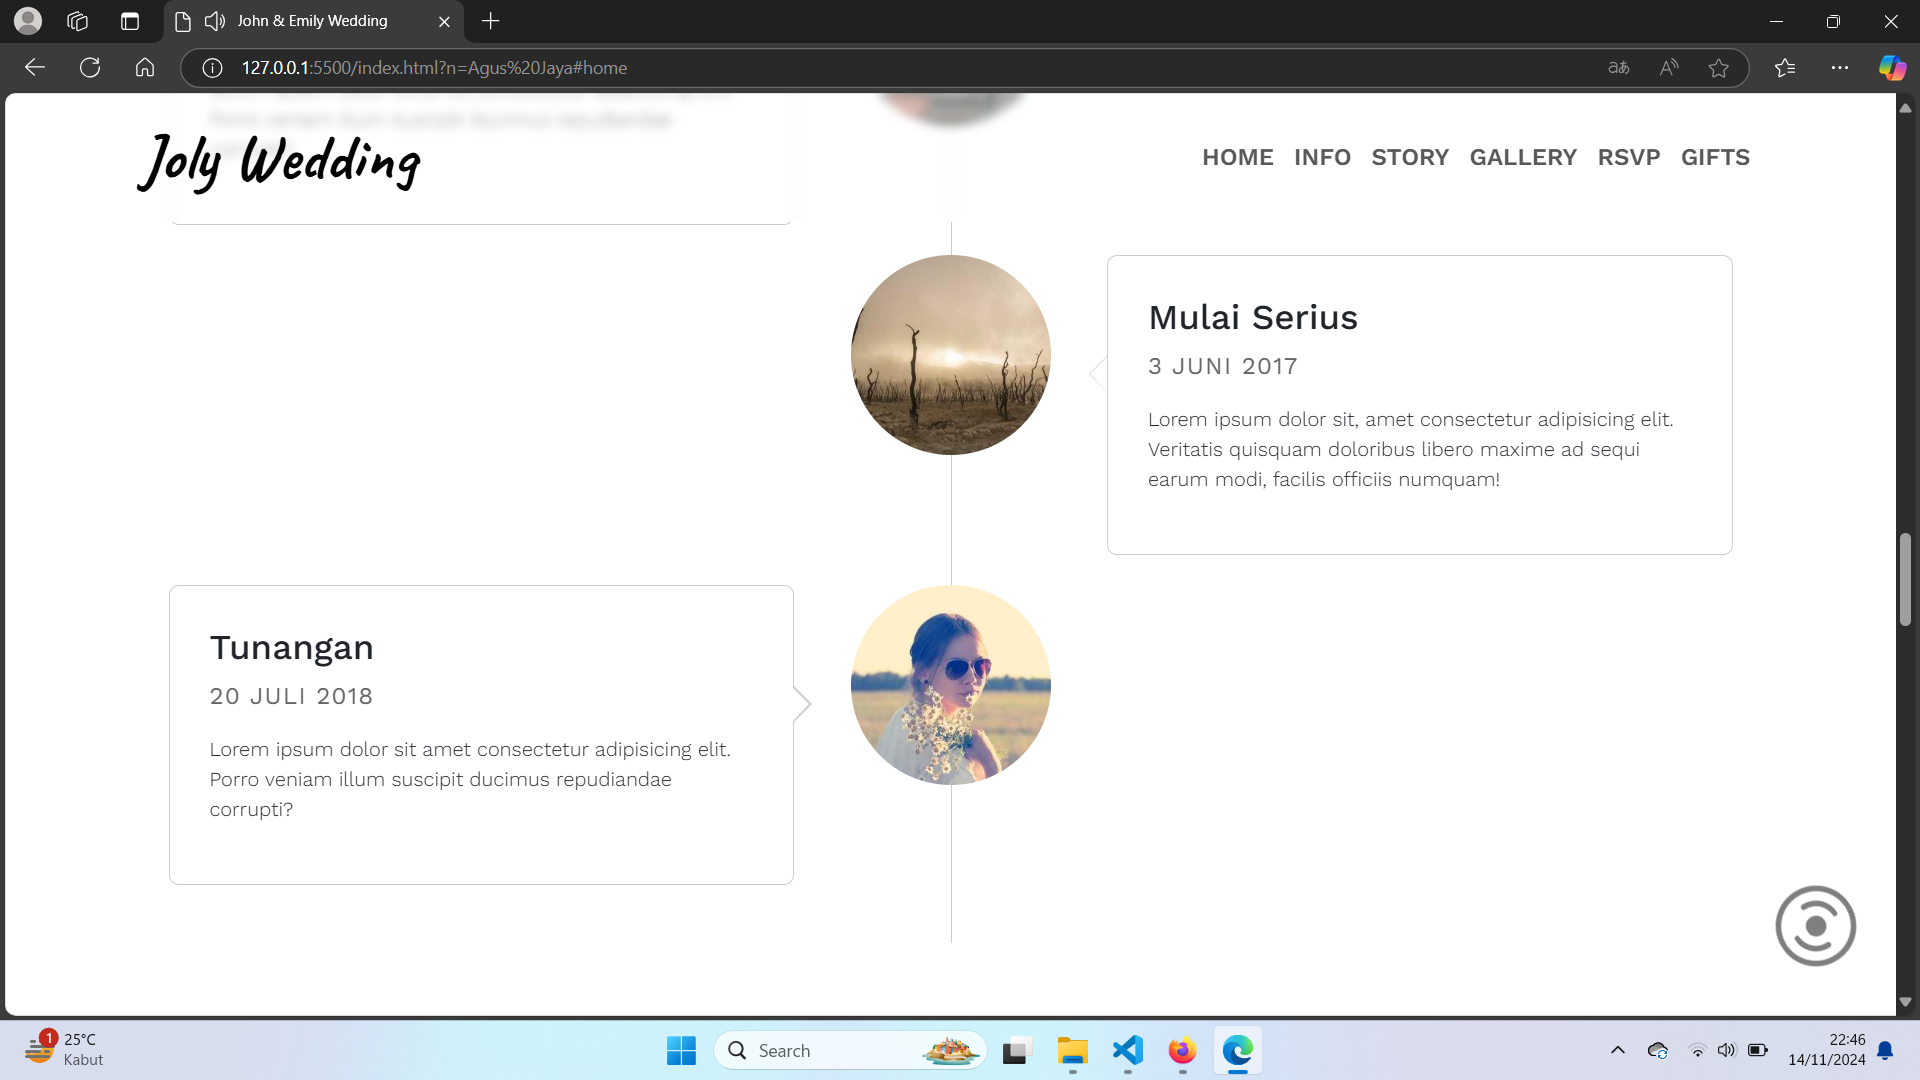 John & Emily Wedding
127.0.0.1:5500/index.html?n=Agus%20Jaya#home
Joly Wedding
HOME INFO STORY GALLERY RSVP GIFTS
Mulai Serius
3 JUNI 2017
Lorem ipsum dolor sit, amet consectetur adipisicing elit.
Veritatis quisquam doloribus libero maxime ad sequi
earum modi, facilis officiis numquam!
Tunangan
20 JULI 2018
Lorem ipsum dolor sit amet consectetur adipisicing elit.
Porro veniam illum suscipit ducimus repudiandae
corrupti?
1
25°C
Kabut
Search
22:46
14/11/2024